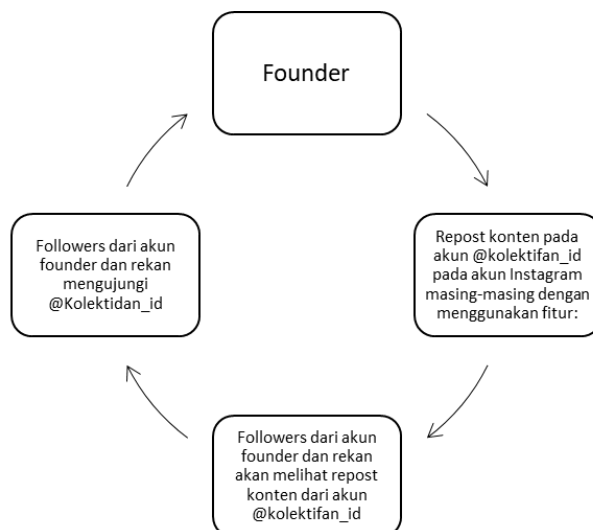 Founder
Repost konten pada
akun @kolektifan_id
pada akun Instagram
masing-masing dengan
menggunakan fitur:
Followers dari akun
founder dan rekan
akan melihat repost
konten dari akun
@kolektifan_id
Followers dari akun
founder dan rekan
mengujungi
@Kolektidan_id